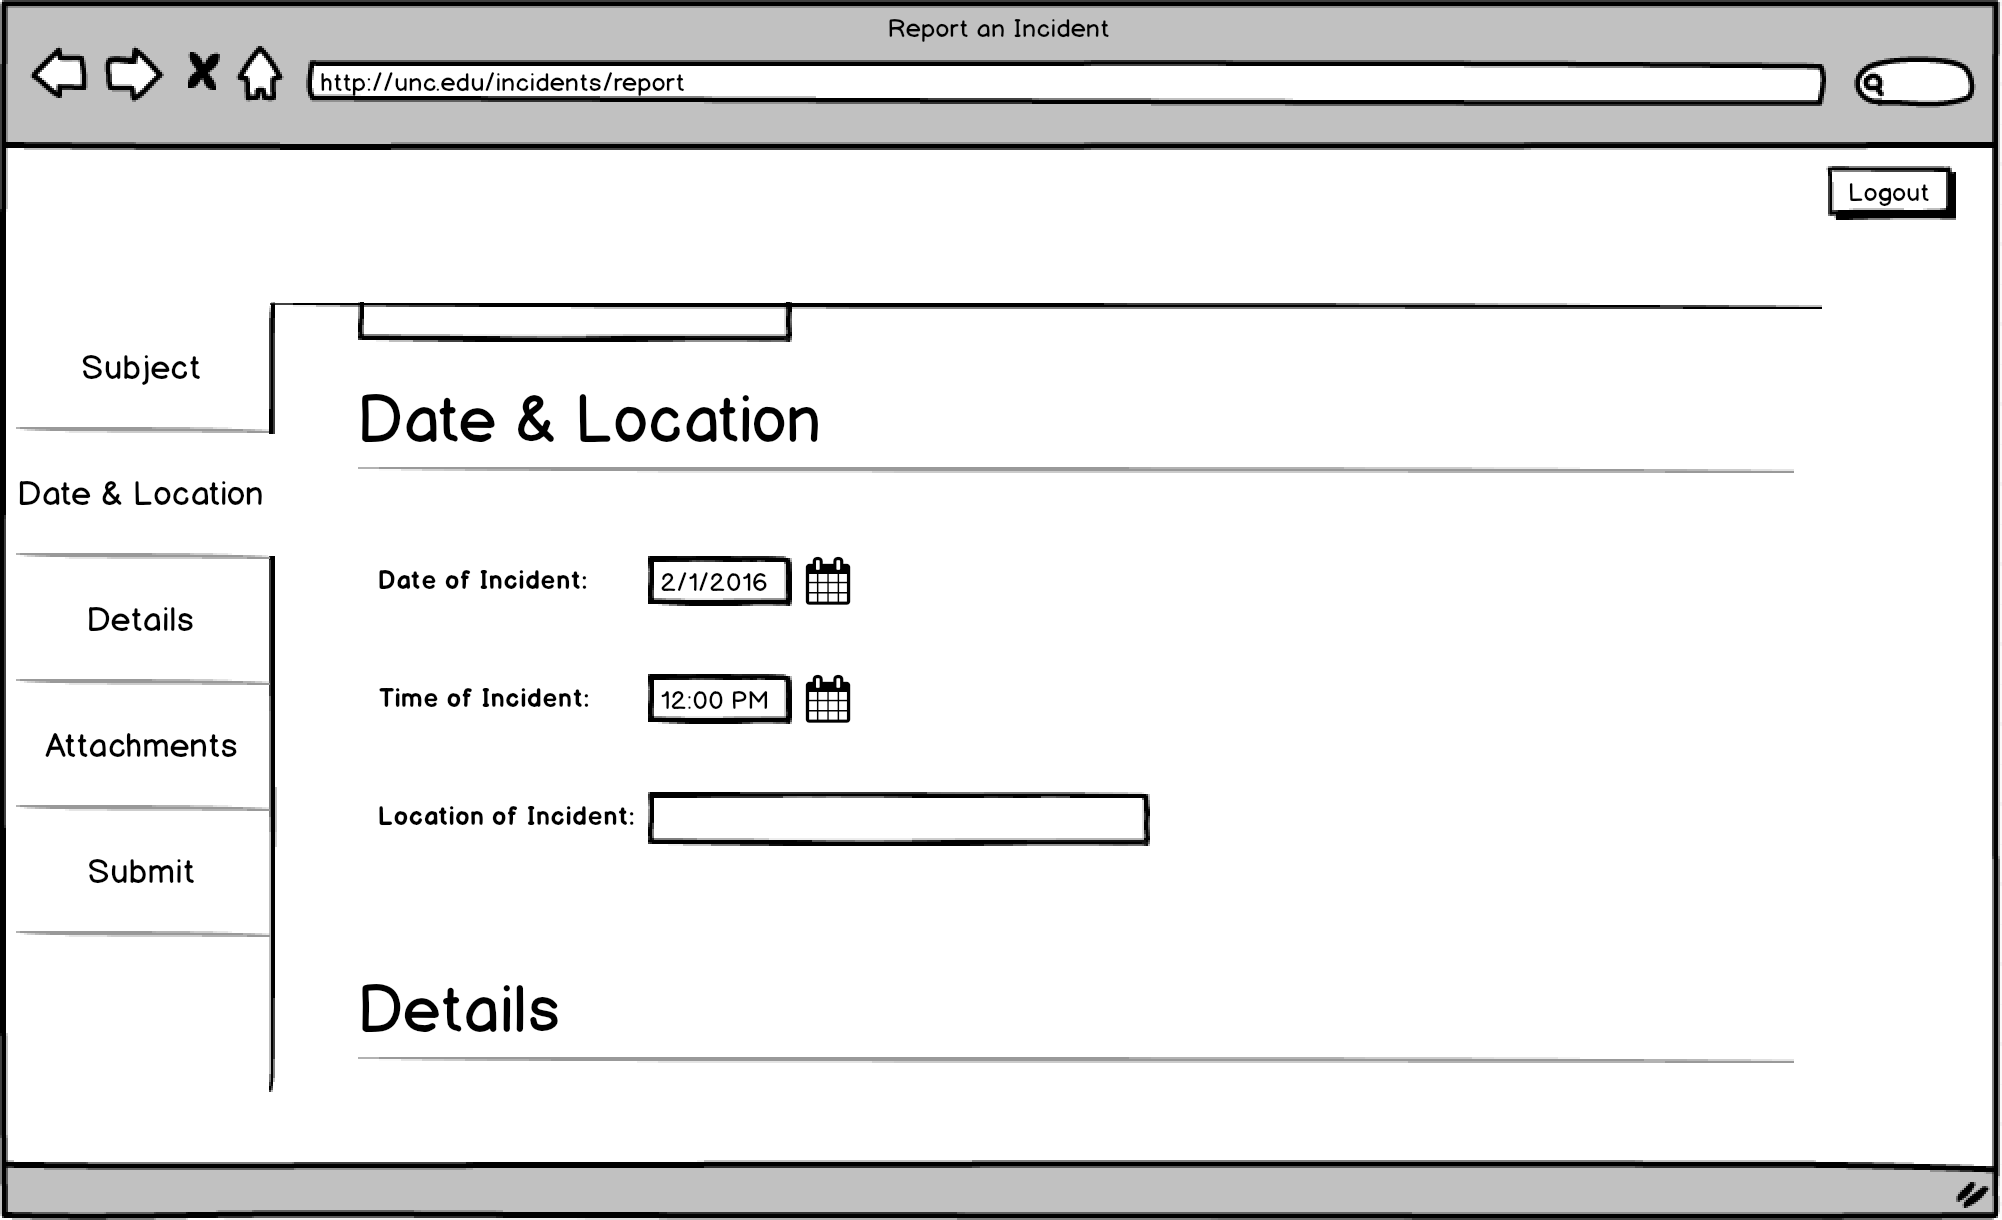 Report an Incident
http://unc.edu/incidents/report
Logout
Subject
Date & Location
Details
Attachments
Submit
Date & Location
Date of Incident: 2/1/2016
Time of Incident: 12:00 PM
Location of Incident:
Details